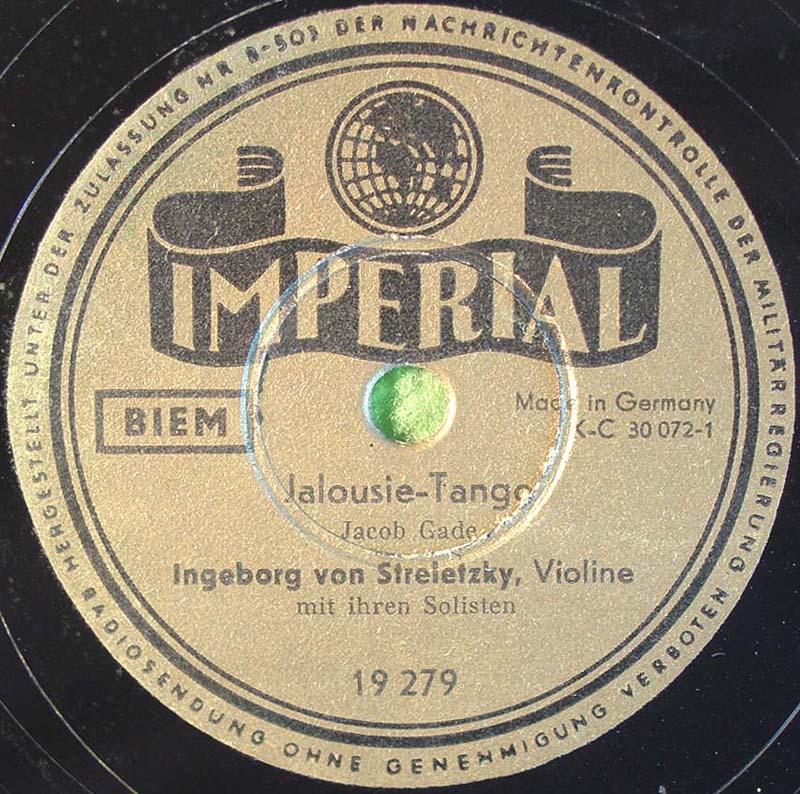 HERGESTELLT UNTER DER ZULASSUNG NR B-503 DER NACHRICHTENKONTROLLE DER MILITÄRREGIERUNG
RADIOSENDUNG OHNE GENEHMIGUNG VERBOTEN
IMPERIAL
BIEM
Made in Germany
K-C 30 072-1
Jalousie-Tango
Jacob Gade
Ingeborg von Streletzky, Violine
mit ihren Solisten
19 279